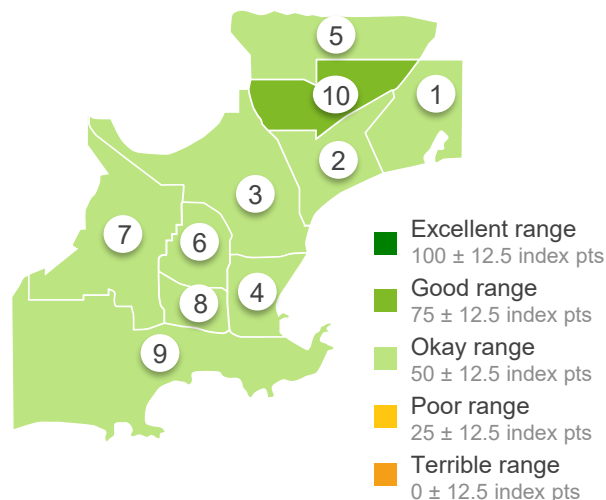 5
10
1
2
3
7
6
4
8
9
Excellent range
100 ± 12.5 index pts
Good range
75 ± 12.5 index pts
Okay range
50 ± 12.5 index pts
Poor range
25 ± 12.5 index pts
Terrible range
0 ± 12.5 index pts